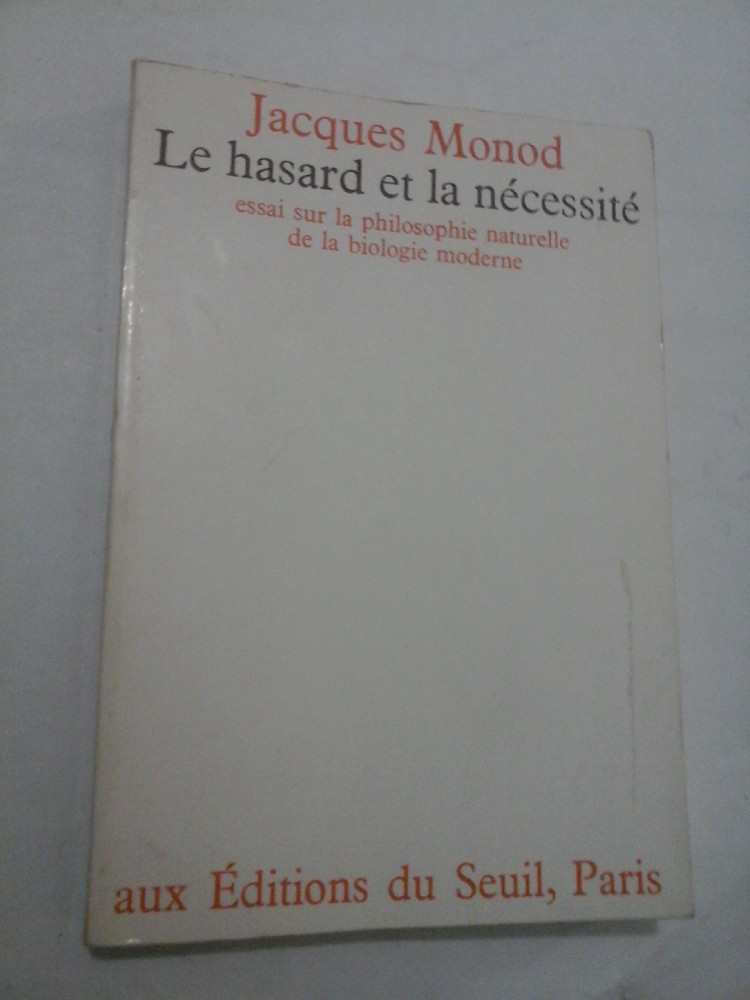 Jacques Monod
Le hasard et la nécessité
essai sur la philosophie naturelle
de la biologie moderne
aux Éditions du Seuil, Paris